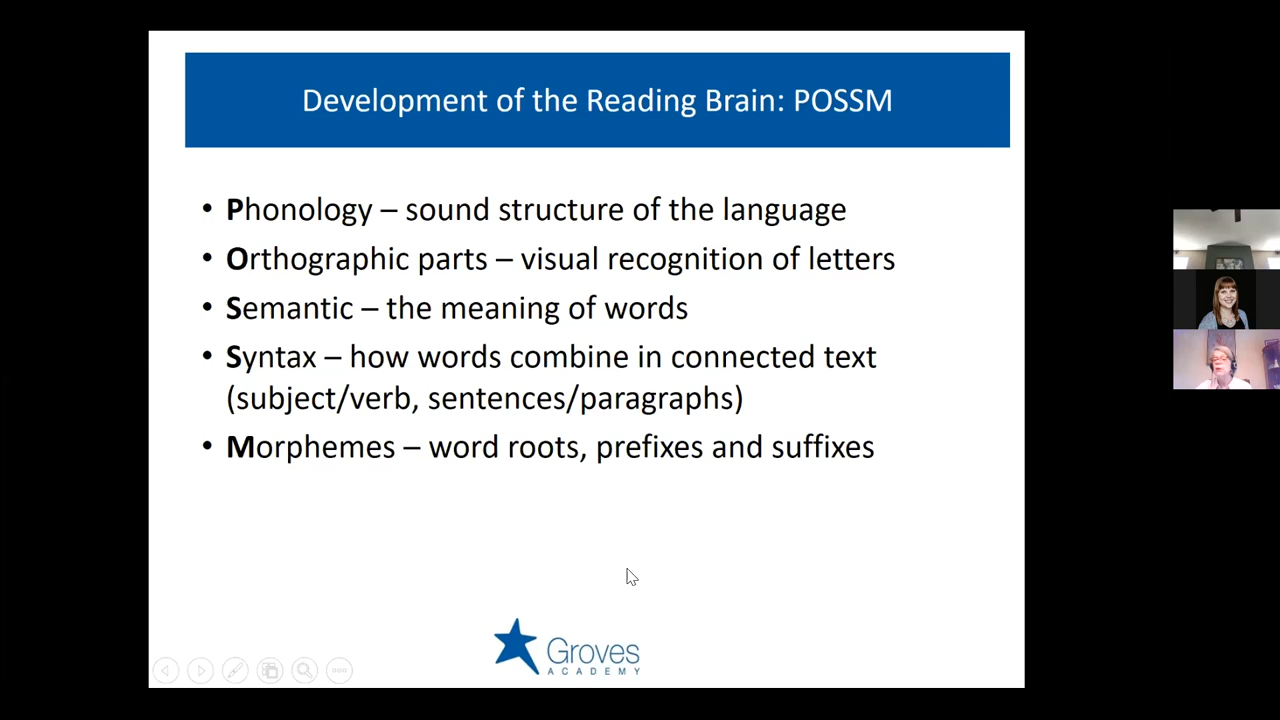 Development of the Reading Brain: POSSM
• Phonology – sound structure of the language
• Orthographic parts – visual recognition of letters
• Semantic – the meaning of words
• Syntax – how words combine in connected text
(subject/verb, sentences/paragraphs)
• Morphemes – word roots, prefixes and suffixes
Groves
ACADEMY